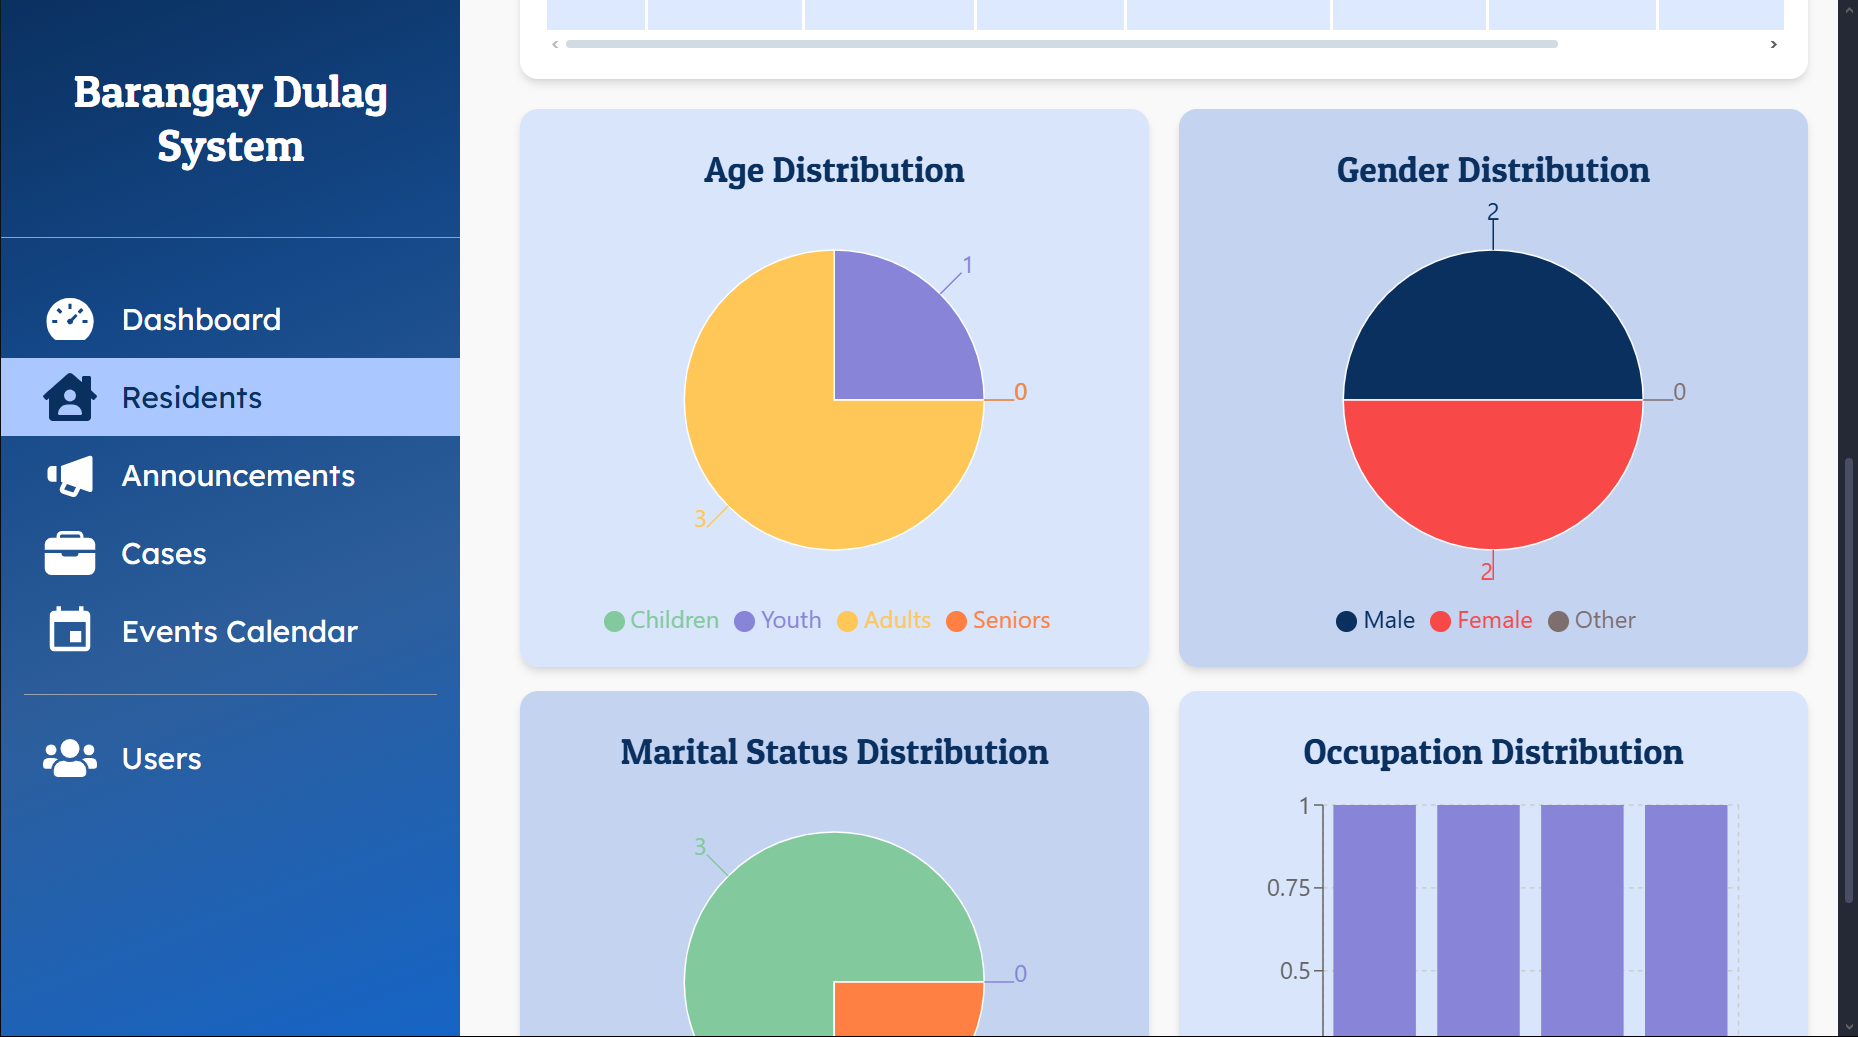 Barangay Dulag
System
Dashboard
Residents
Announcements
Cases
Events Calendar
Users
Age Distribution
1
0
3
Children Youth Adults Seniors
Gender Distribution
2
0
2
Male Female Other
Marital Status Distribution
3
0
Occupation Distribution
1
0.75
0.5